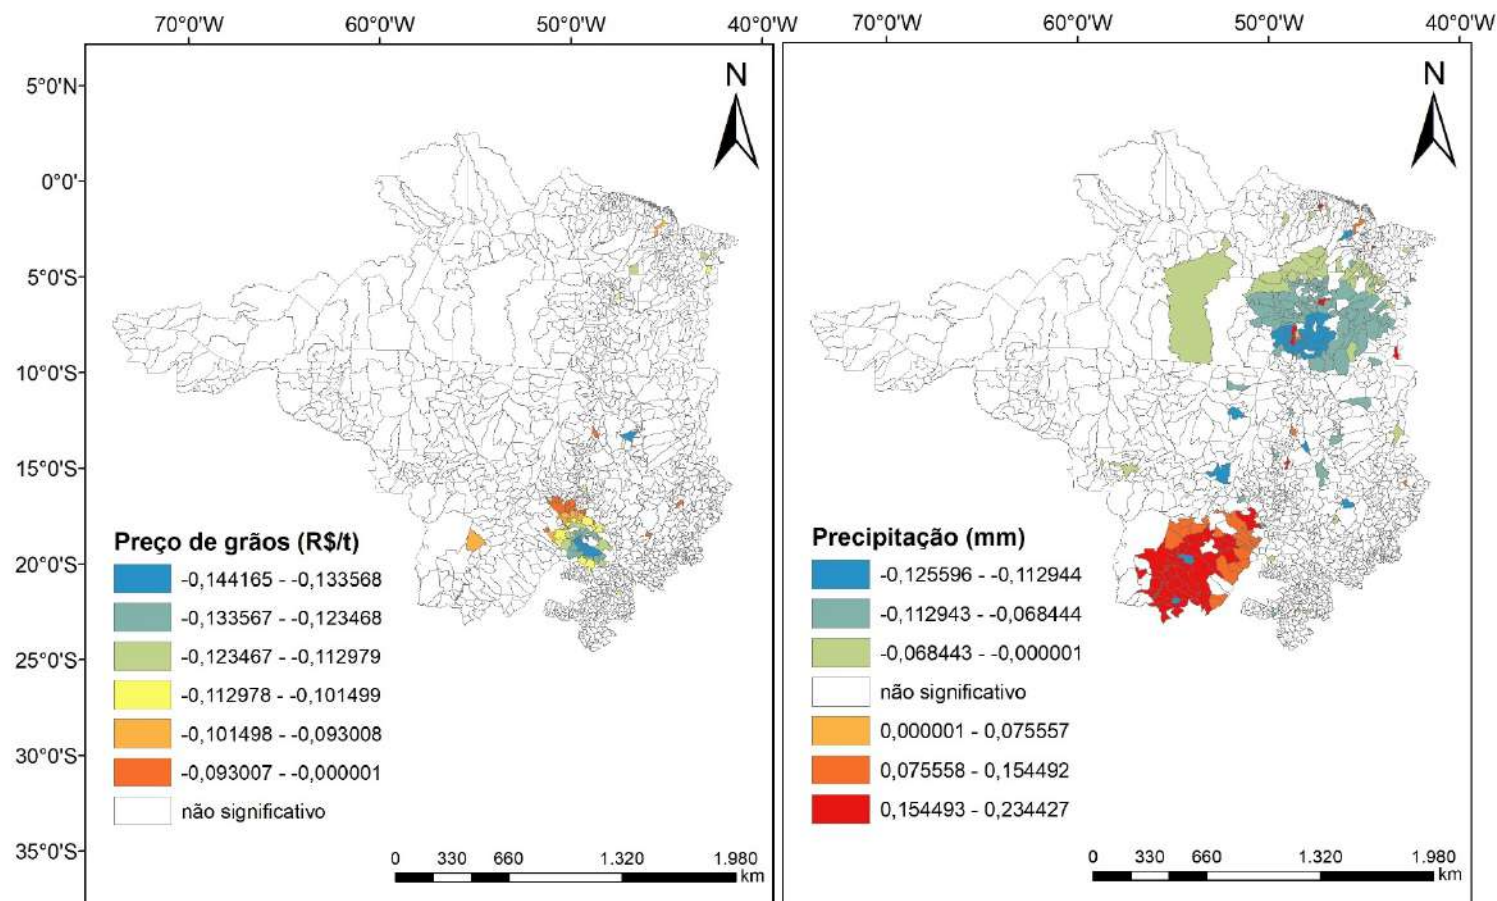 70°0'W 60°0'W 50°0'W 40°0'W
5°0'N
0°0'
5°0'S
10°0'S
15°0'S
20°0'S
25°0'S
30°0'S
35°0'S
N
Preço de grãos (R$/t)
-0,144165 - -0,133568
-0,133567 - -0,123468
-0,123467 - -0,112979
-0,112978 - -0,101499
-0,101498 - -0,093008
-0,093007 - -0,000001
não significativo
0 330 660 1.320 1.980
km
70°0'W 60°0'W 50°0'W 40°0'W
N
Precipitação (mm)
-0,125596 - -0,112944
-0,112943 - -0,068444
-0,068443 - -0,000001
não significativo
0,000001 - 0,075557
0,075558 - 0,154492
0,154493 - 0,234427
0 330 660 1.320 1.980
km